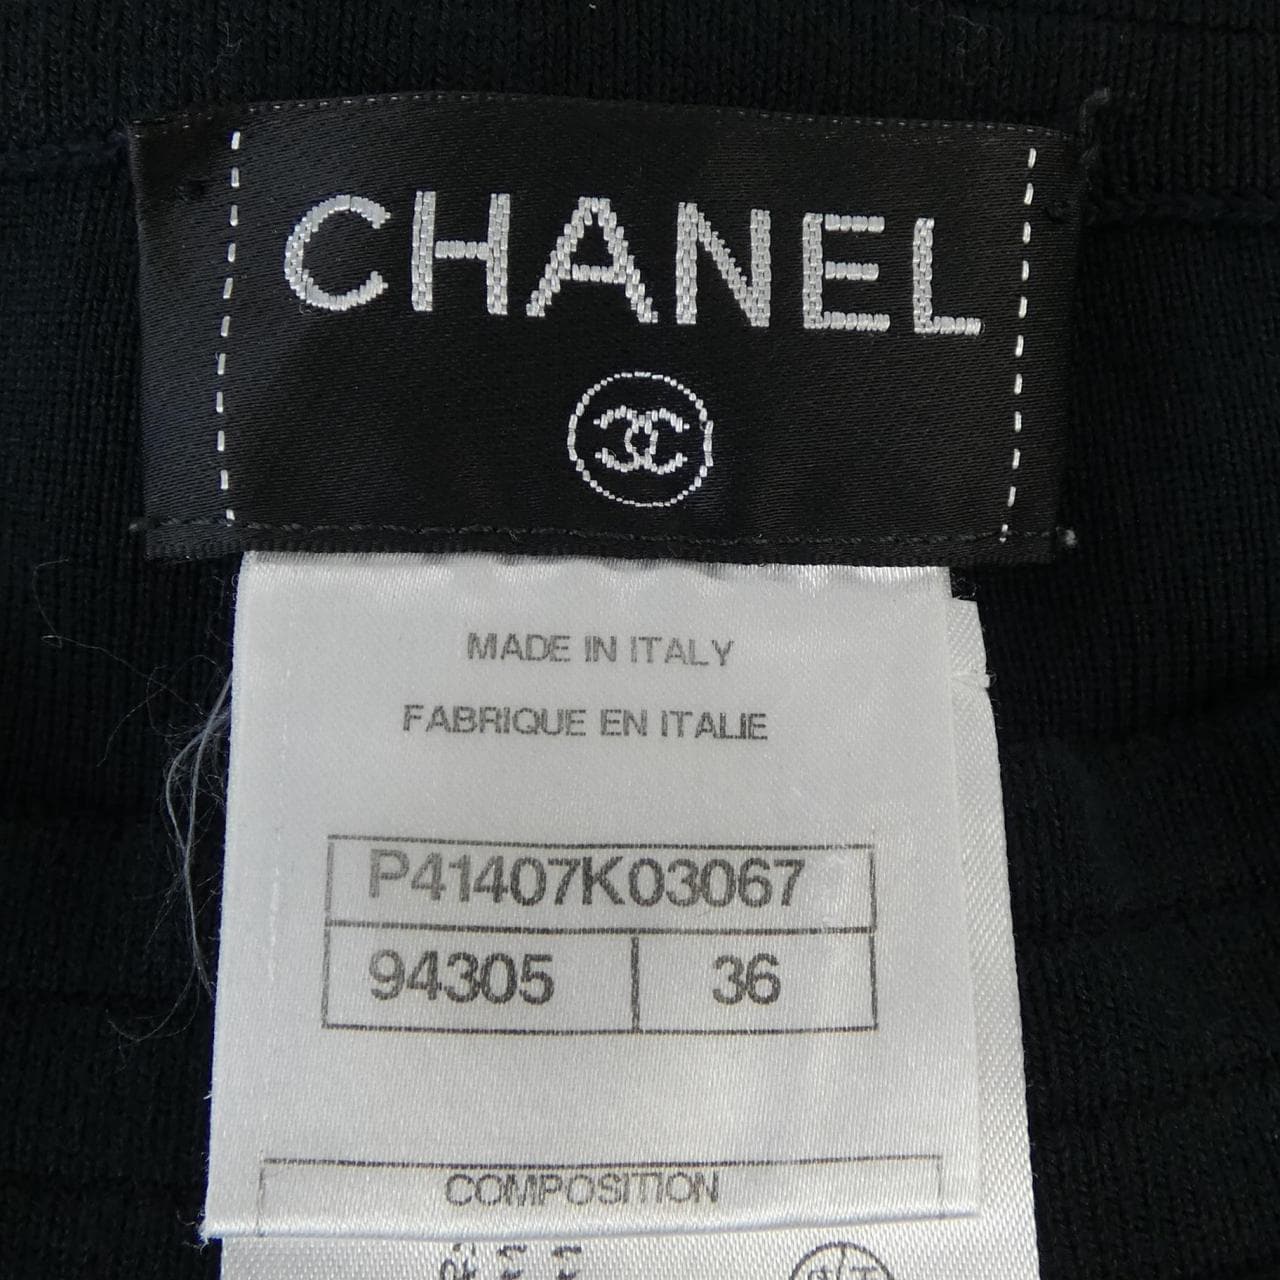 CHANEL
MADE IN ITALY
FABRIQUE EN ITALIE
P41407K03067
94305 36
COMPOSITION